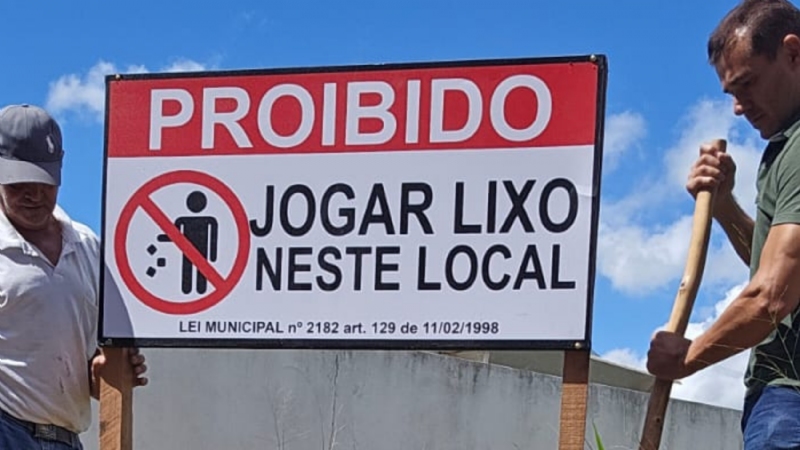 PROIBIDO
JOGAR LIXO
NESTE LOCAL
LEI MUNICIPAL nº 2182 art. 129 de 11/02/1998